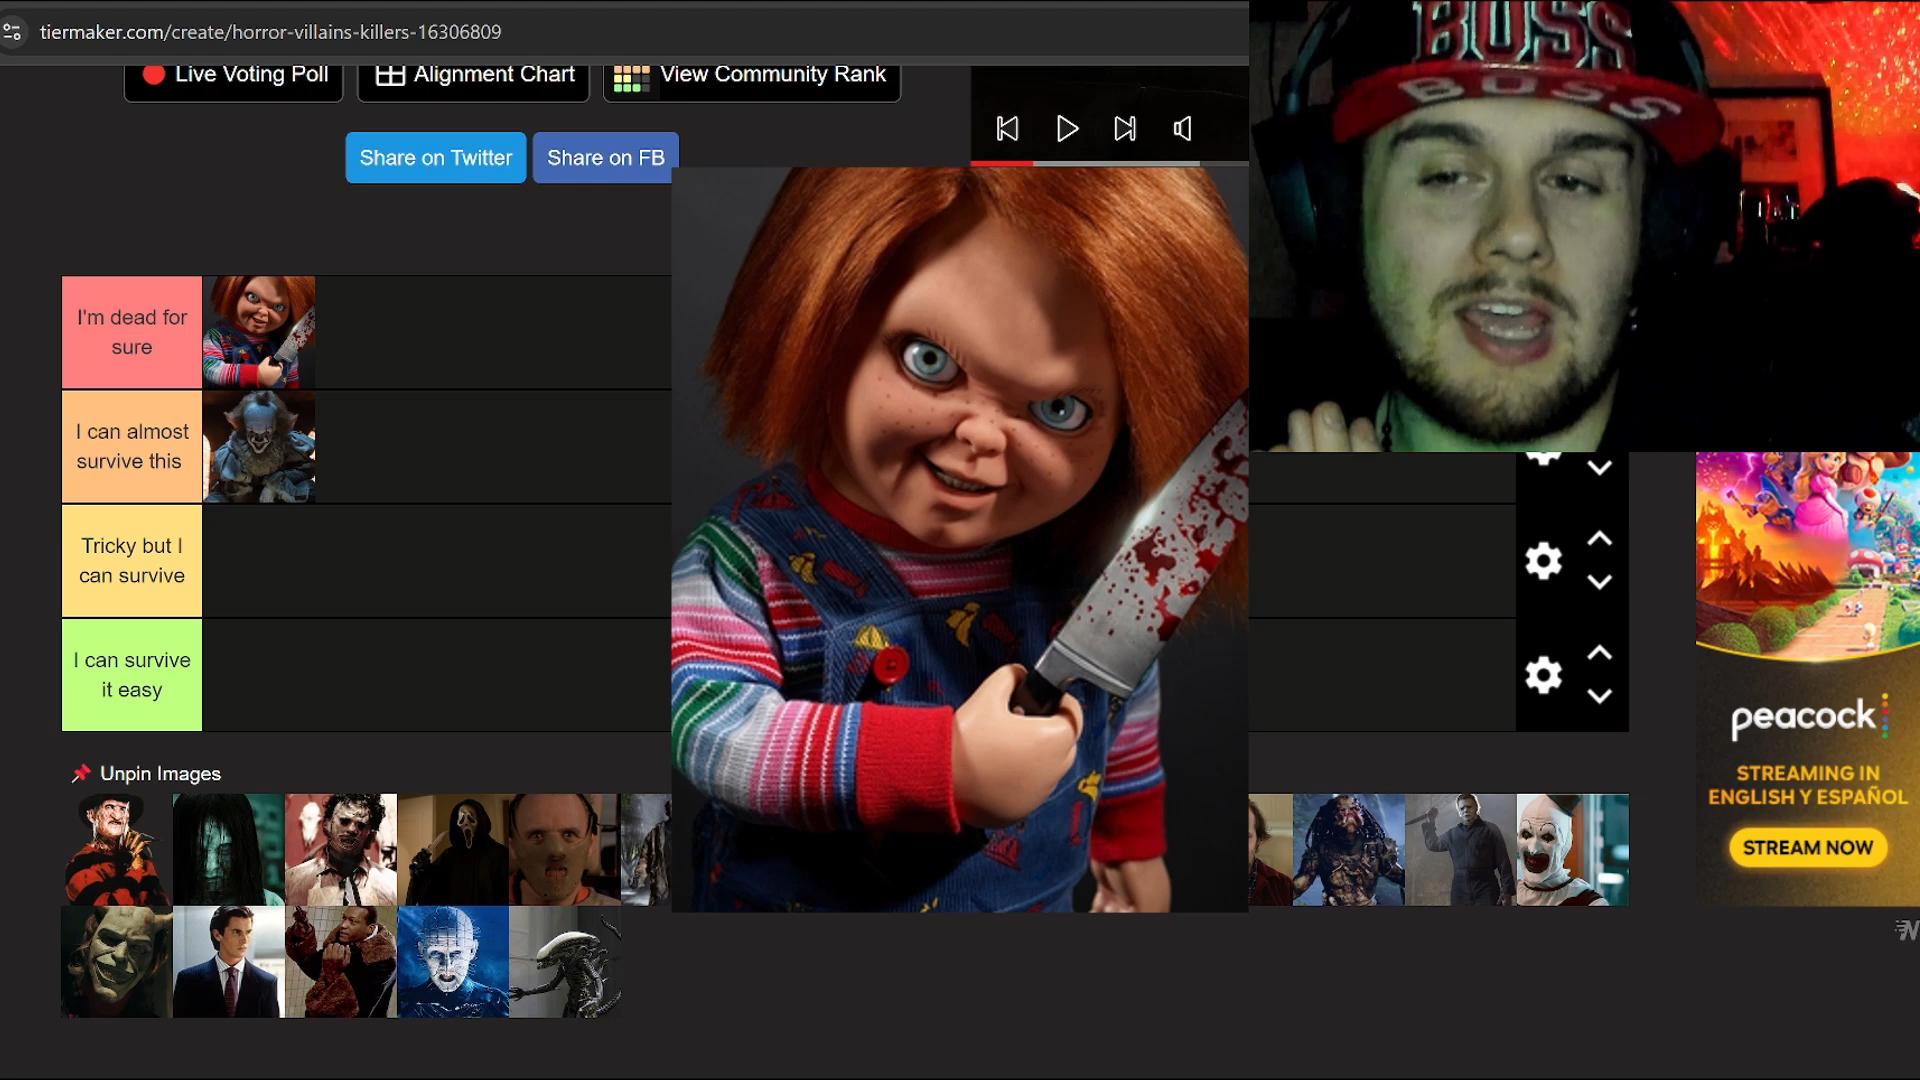 tiermaker.com/create/horror-villains-killers-16306809
BOSS
BOSS
Live Voting Poll
Alignment Chart
View Community Rank
Share on Twitter
Share on FB
I'm dead for
sure
I can almost
survive this
Tricky but I
can survive
I can survive
it easy
Unpin Images
peacock
STREAMING IN
ENGLISH Y ESPAÑOL
STREAM NOW